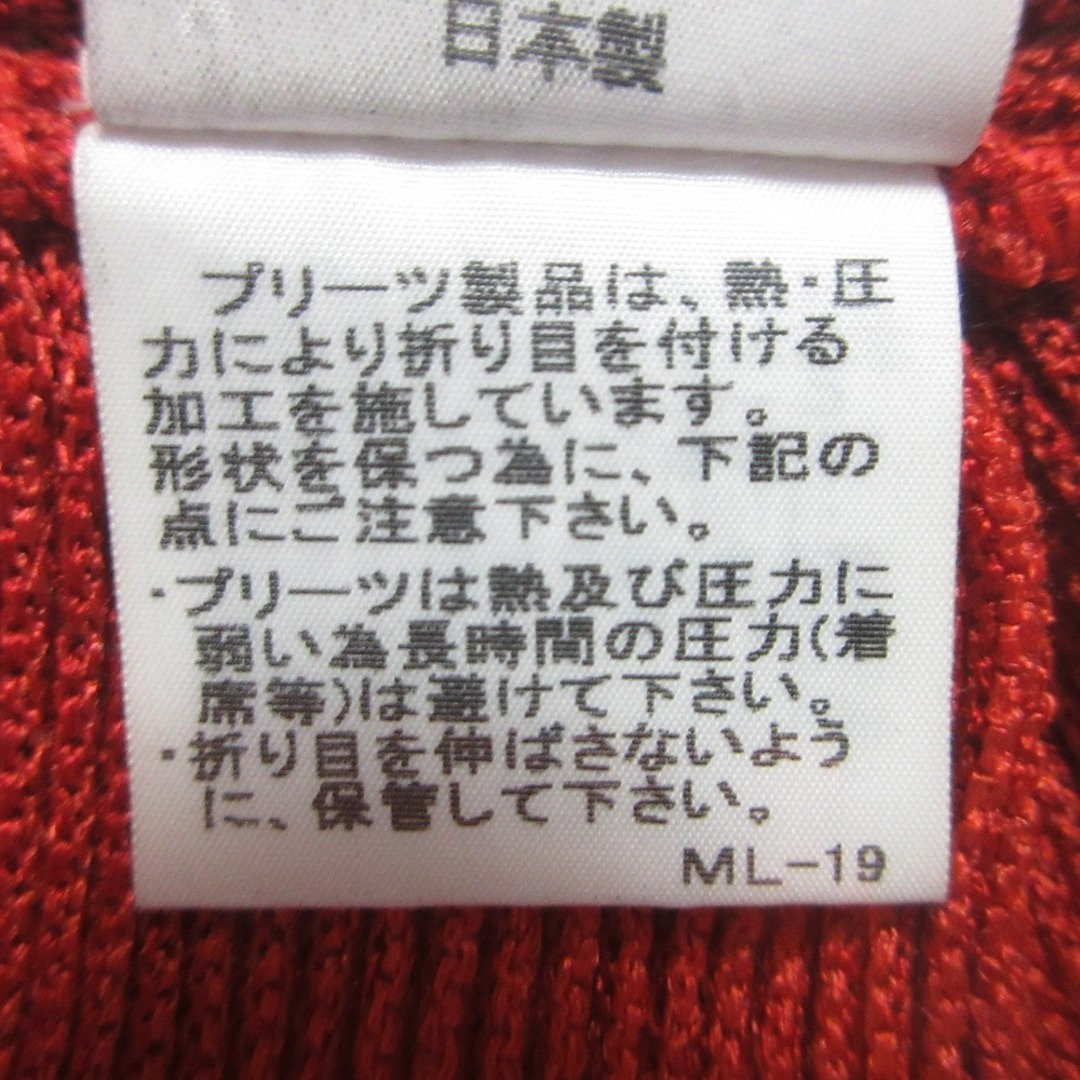 日本製
プリーツ製品は、熱・圧
力により折り目を付ける
加工を施しています。
形状を保つ為に、下記の
点にご注意下さい。
・プリーツは熱及び圧力に
弱い為長時間の圧力(着
席等)は避けて下さい。
・折り目を伸ばさないよう
に、保管して下さい。
ML-19